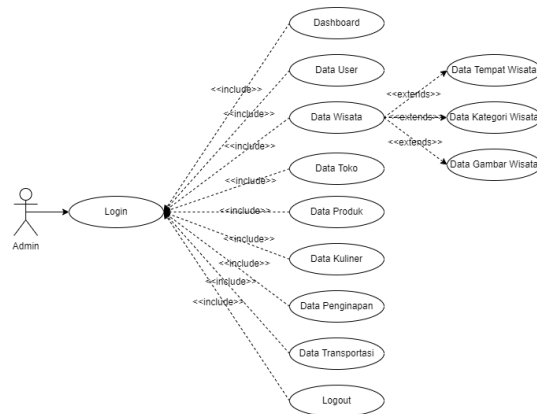 Dashboard
Data User
Data Tempat Wisata
<<include>>
<<extends>>
<<include>>
Data Wisata
Data Kategori Wisata
<<include>>
<<extends>>
<<include>>
Data Toko
Data Gambar Wisata
Admin
Login
<<include>>
Data Produk
<<include>>
Data Kuliner
<<include>>
<<include>>
Data Penginapan
<<include>>
Data Transportasi
Logout